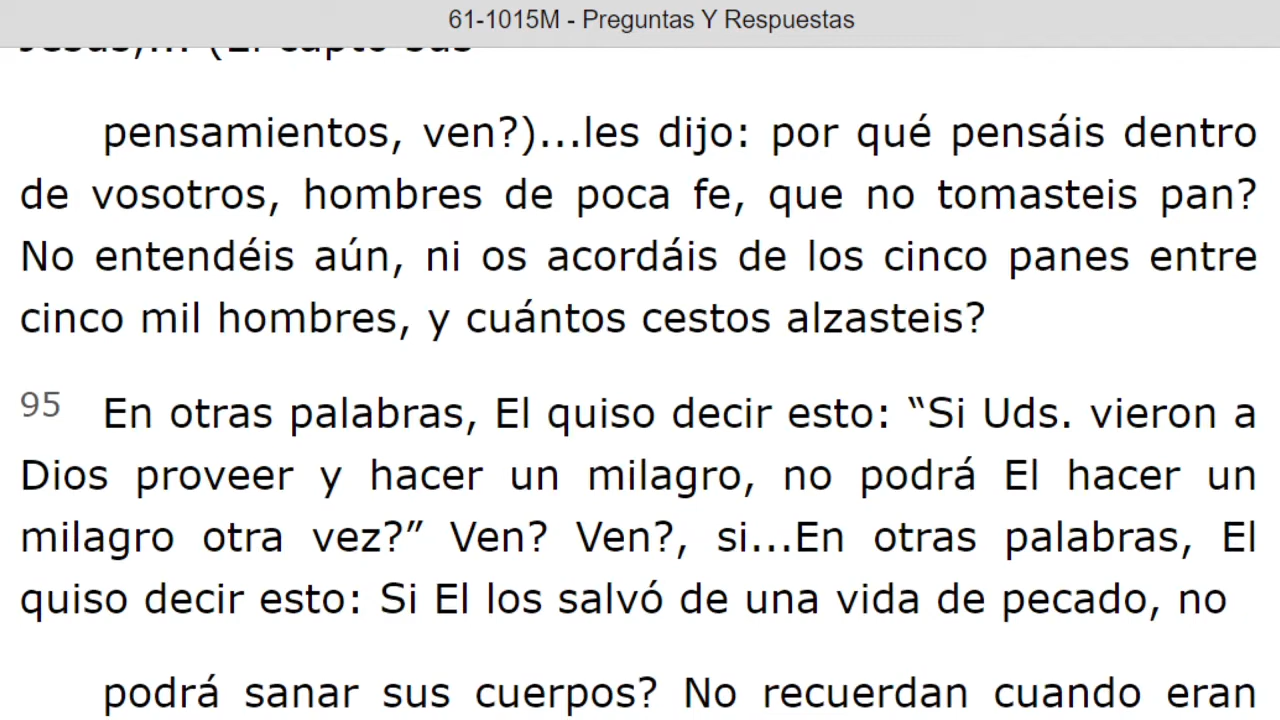 61-1015M - Preguntas Y Respuestas
Jesús)... (El captó Sus
pensamientos, ven?)...les dijo: por qué pensáis dentro
de vosotros, hombres de poca fe, que no tomasteis pan?
No entendéis aún, ni os acordáis de los cinco panes entre
cinco mil hombres, y cuántos cestos alzasteis?
95 En otras palabras, El quiso decir esto: “Si Uds. vieron a
Dios proveer y hacer un milagro, no podrá El hacer un
milagro otra vez?” Ven? Ven?, si...En otras palabras, El
quiso decir esto: Si El los salvó de una vida de pecado, no
podrá sanar sus cuerpos? No recuerdan cuando eran